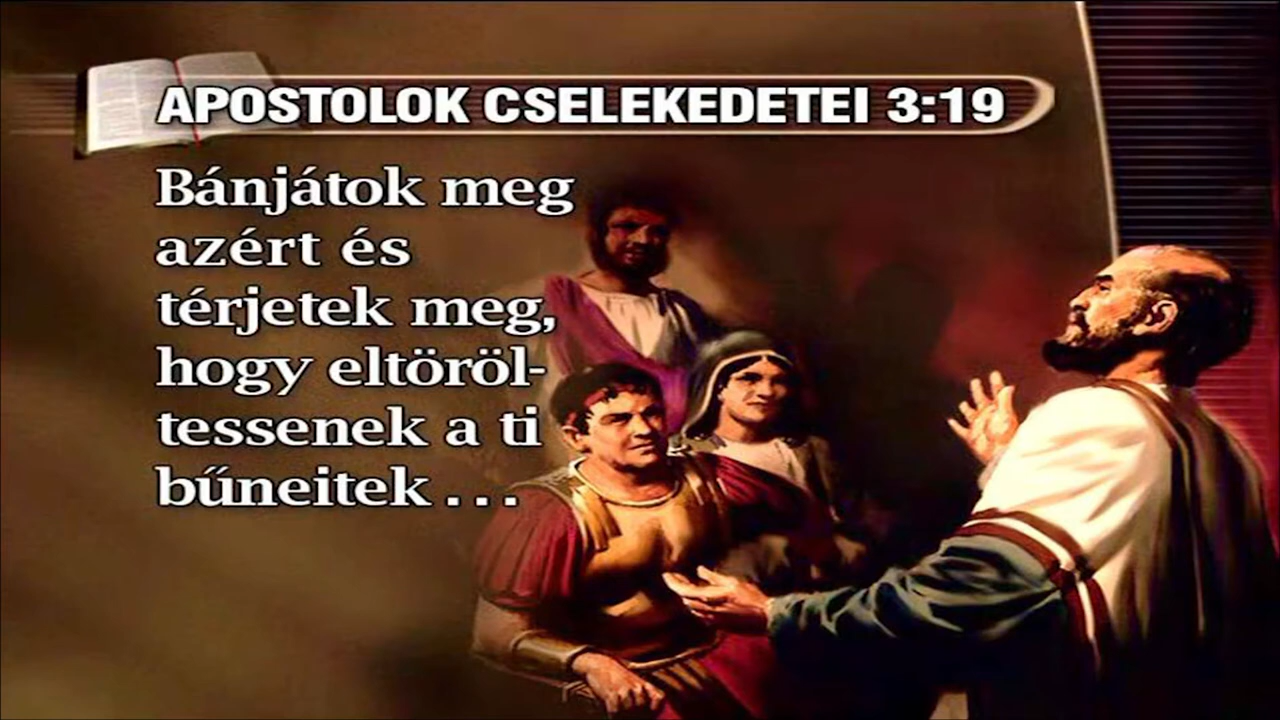 APOSTOLOK CSELEKEDETEI 3:19
Bánjátok meg
azért és
térjetek meg,
hogy eltöröl-
tessenek a ti
bűneitek . . .